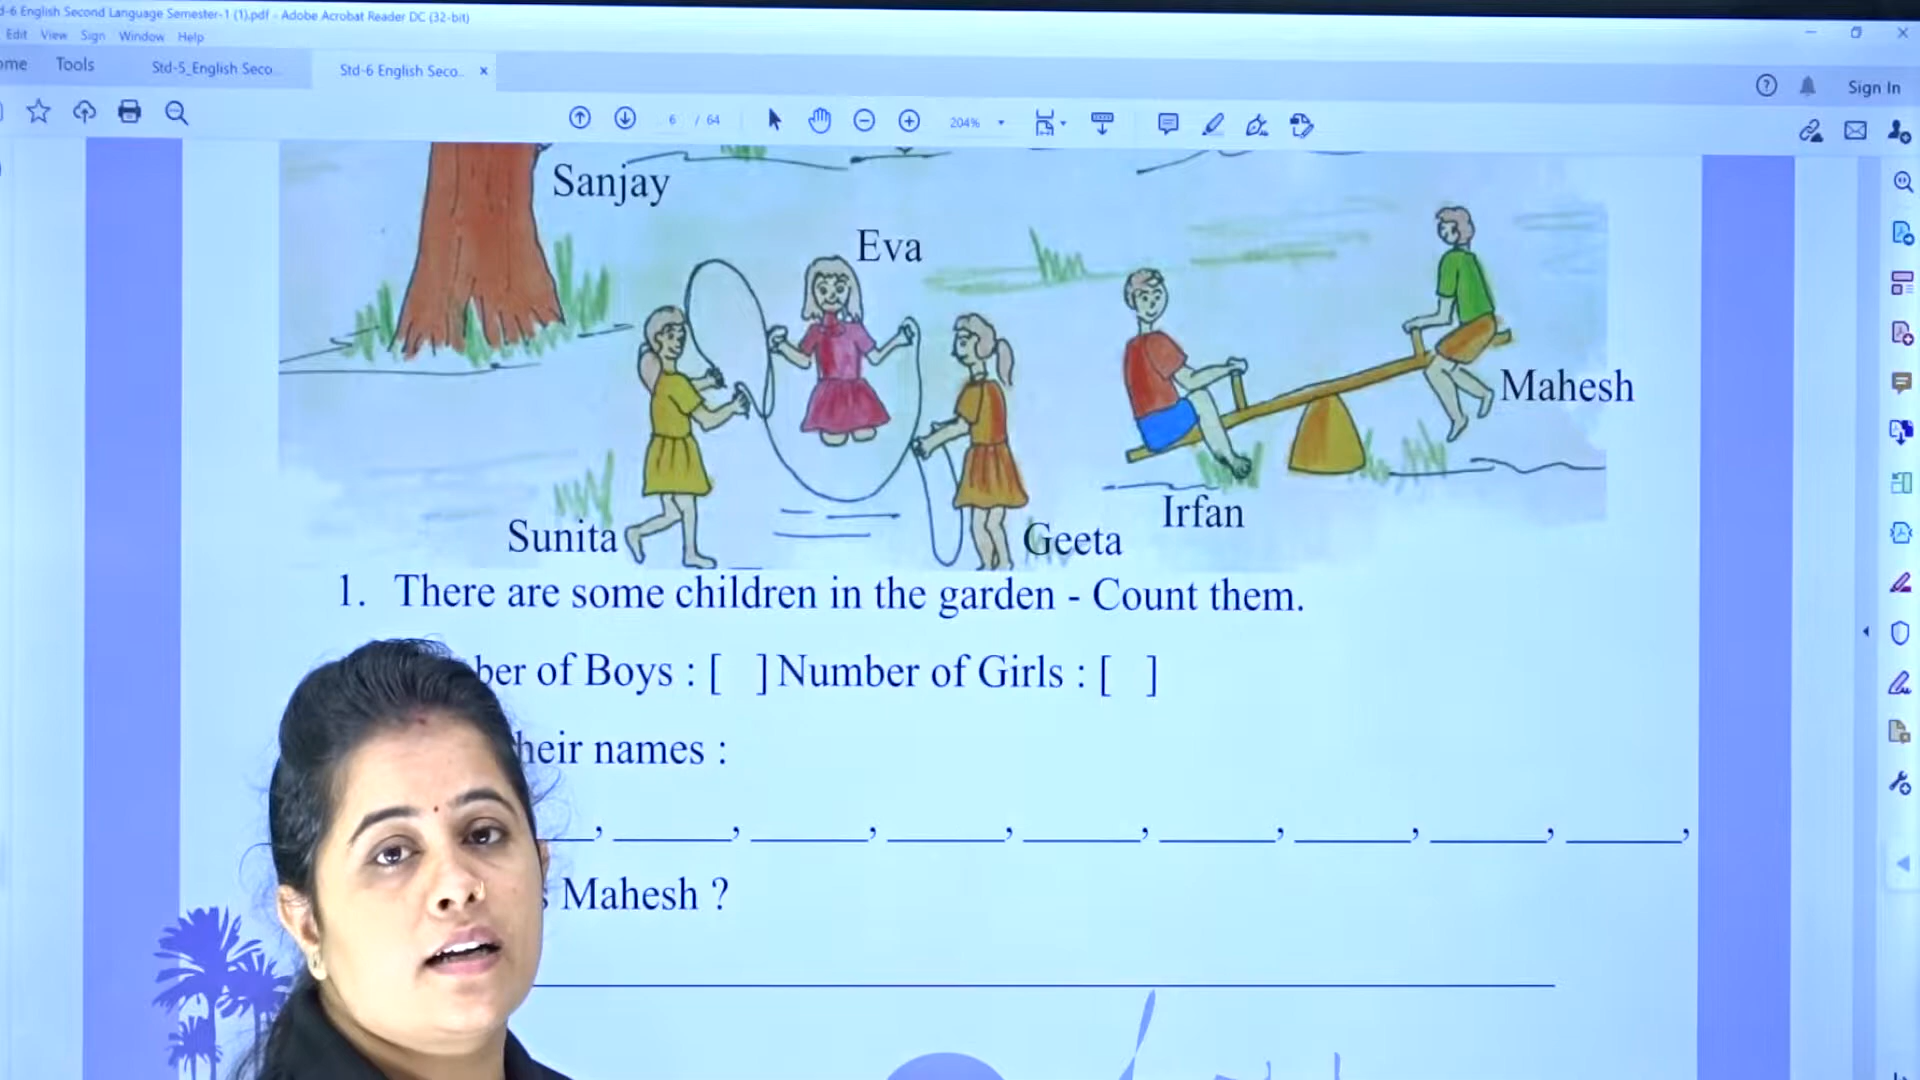 d-6 English Second Language Semester-1 (1).pdf - Adobe Acrobat Reader DC (32-bit)
Edit View Sign Window Help
ome Tools Std-5_English Seco... Std-6 English Seco... ×
Sign In
6 / 64 204%
Sanjay
Eva
Mahesh
Irfan
Sunita
Geeta
1. There are some children in the garden - Count them.
ber of Boys : [ ] Number of Girls : [ ]
heir names :
s Mahesh ?